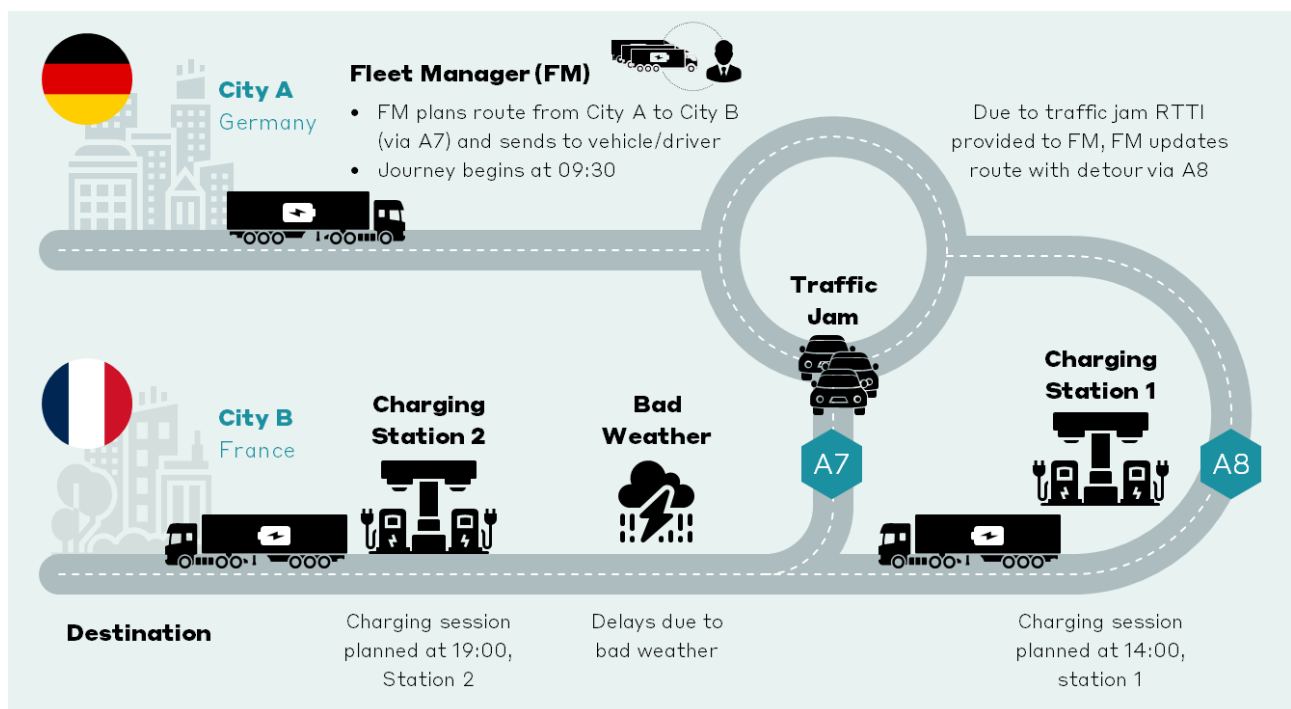 City A
Germany
Fleet Manager (FM)
• FM plans route from City A to City B
(via A7) and sends to vehicle/driver
• Journey begins at 09:30
Due to traffic jam RTTI
provided to FM, FM updates
route with detour via A8
Traffic
Jam
Charging
Station 1
A7
A8
City B
France
Charging
Station 2
Bad
Weather
Destination
Charging session
planned at 19:00,
Station 2
Delays due to
bad weather
Charging session
planned at 14:00,
station 1